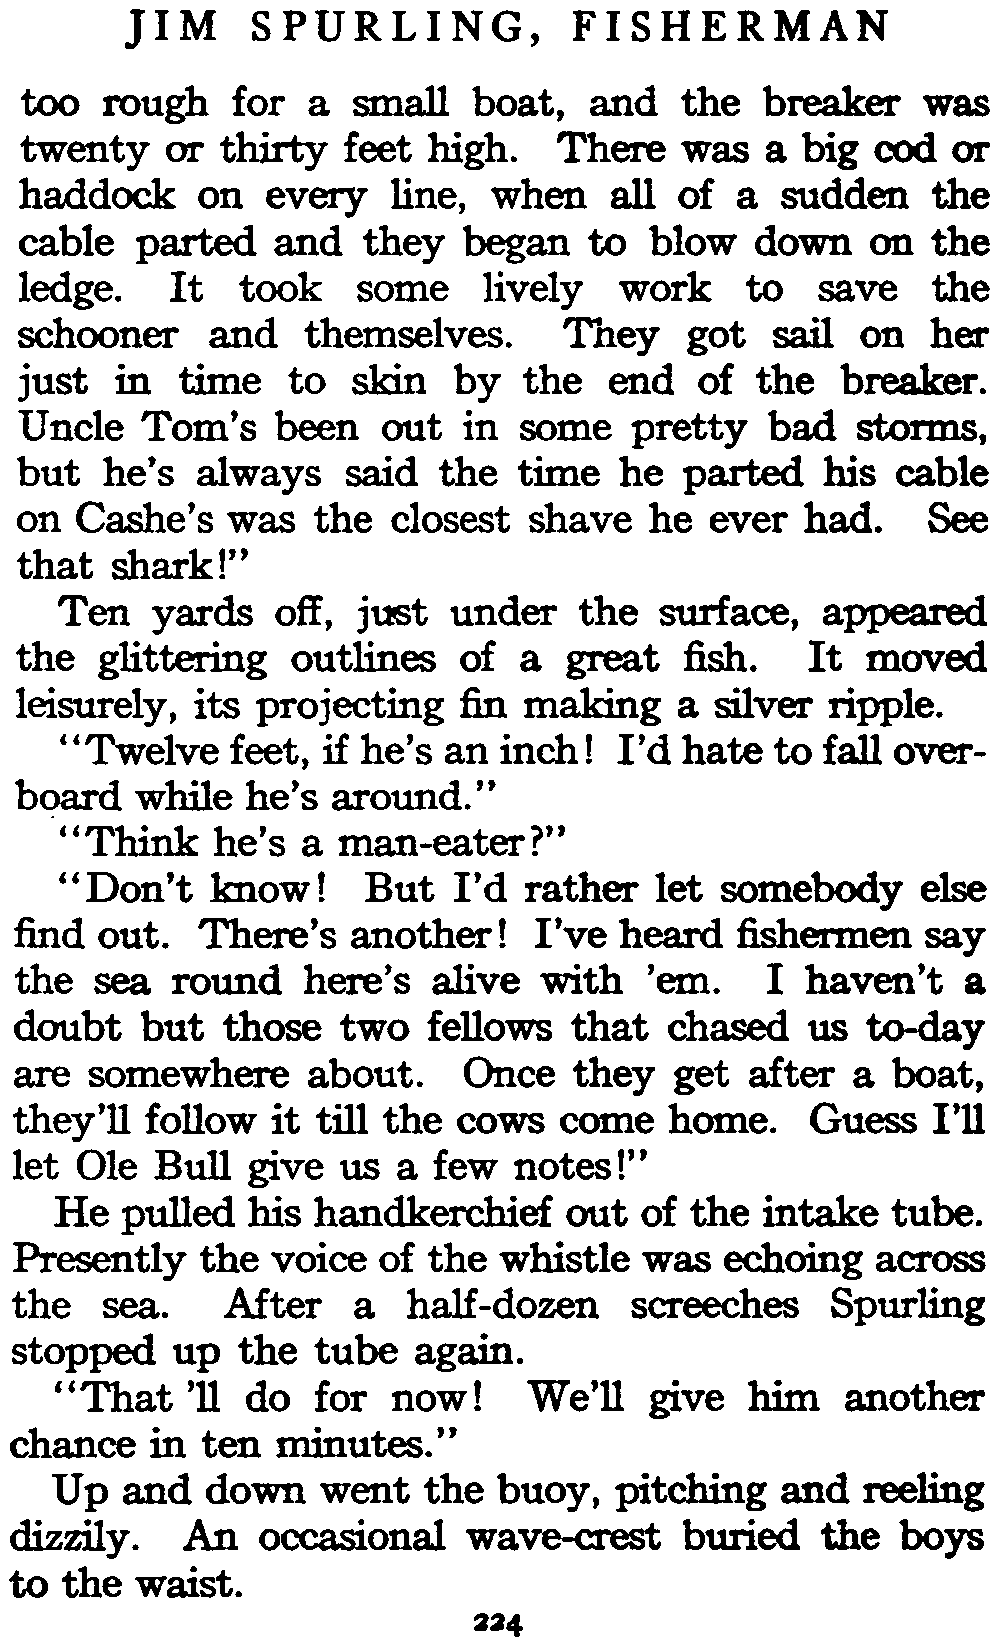 JIM SPURLING, FISHERMAN
too rough for a small boat, and the breaker was
twenty or thirty feet high. There was a big cod or
haddock on every line, when all of a sudden the
cable parted and they began to blow down on the
ledge. It took some lively work to save the
schooner and themselves. They got sail on her
just in time to skin by the end of the breaker.
Uncle Tom's been out in some pretty bad storms,
but he's always said the time he parted his cable
on Cashe's was the closest shave he ever had. See
that shark!"
Ten yards off, just under the surface, appeared
the glittering outlines of a great fish. It moved
leisurely, its projecting fin making a silver ripple.
"Twelve feet, if he's an inch! I'd hate to fall over-
board while he's around."
"Think he's a man-eater?"
"Don't know! But I'd rather let somebody else
find out. There's another! I've heard fishermen say
the sea round here's alive with 'em. I haven't a
doubt but those two fellows that chased us to-day
are somewhere about. Once they get after a boat,
they'll follow it till the cows come home. Guess I'll
let Ole Bull give us a few notes!"
He pulled his handkerchief out of the intake tube.
Presently the voice of the whistle was echoing across
the sea. After a half-dozen screeches Spurling
stopped up the tube again.
"That 'll do for now! We'll give him another
chance in ten minutes."
Up and down went the buoy, pitching and reeling
dizzily. An occasional wave-crest buried the boys
to the waist.
224